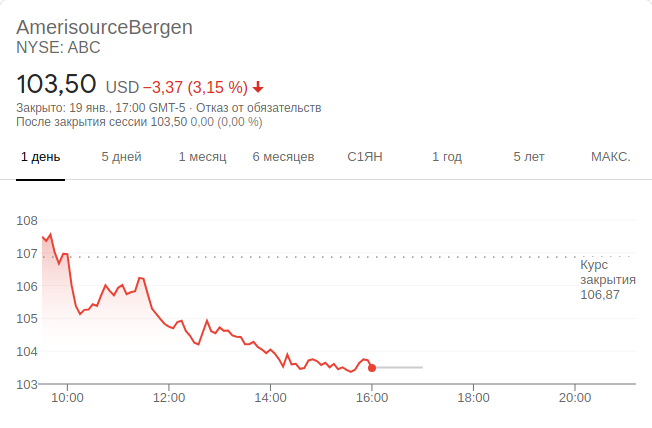 AmerisourceBergen
NYSE: ABC
103,50 USD −3,37 (3,15 %)
Закрыто: 19 янв., 17:00 GMT-5 · Отказ от обязательств
После закрытия сессии 103,50 0,00 (0,00 %)
1 день 5 дней 1 месяц 6 месяцев С1ЯН 1 год 5 лет МАКС.
108
107
Курс
закрытия
106,87
106
105
104
103
10:00 12:00 14:00 16:00 18:00 20:00